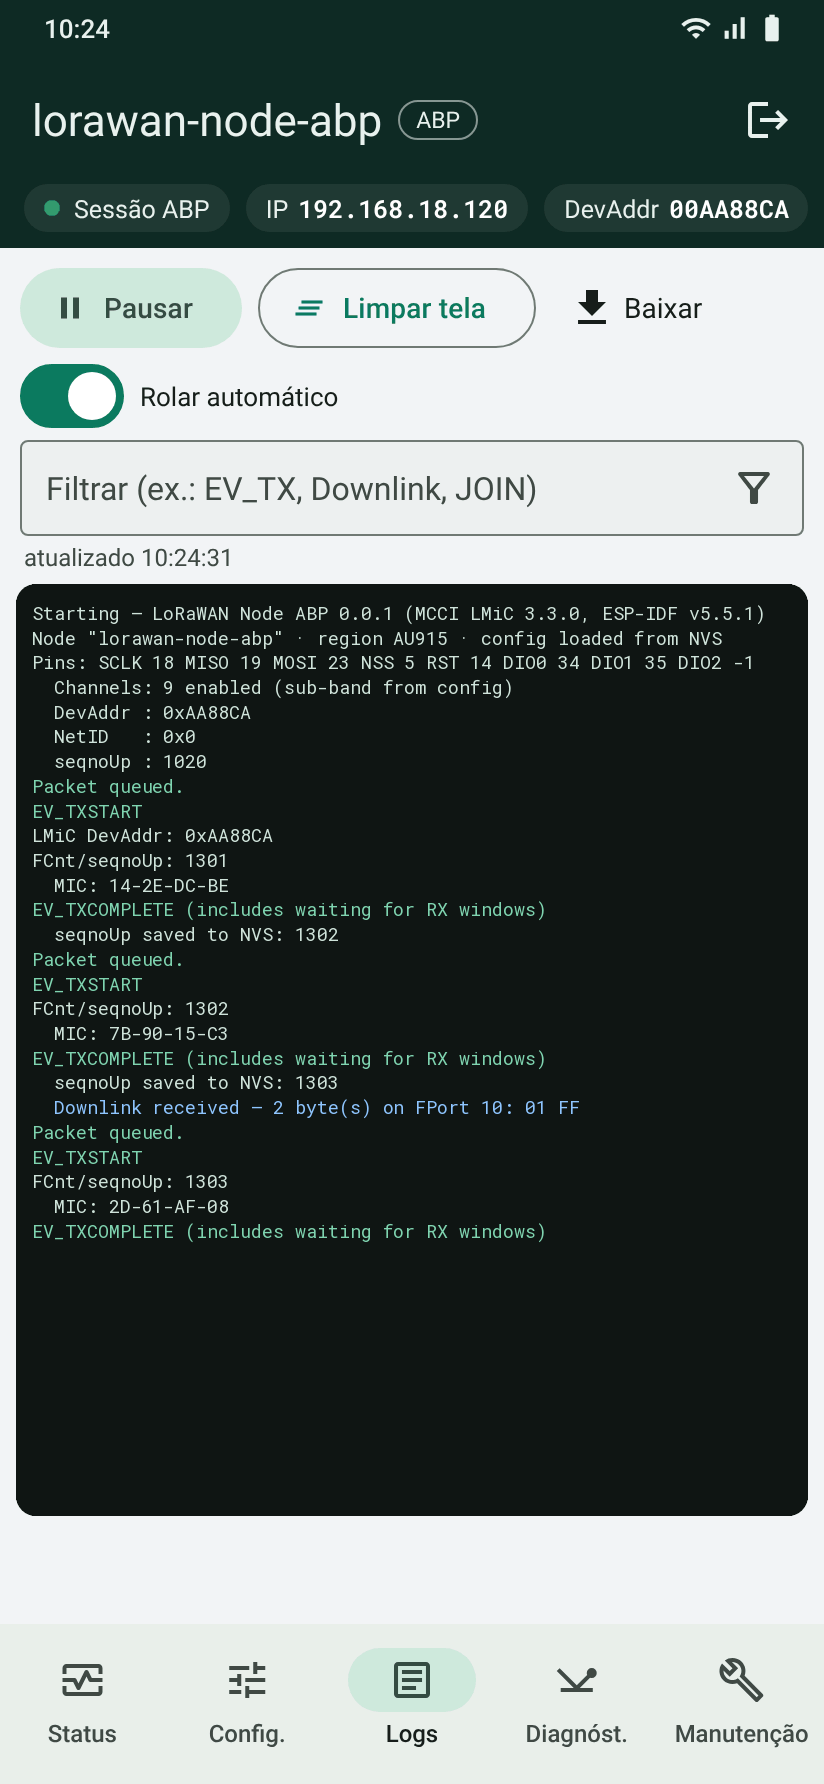 10:24
lorawan-node-abp ABP
Sessão ABP IP 192.168.18.120 DevAddr 00AA88CA
Pausar Limpar tela Baixar
Rolar automático
Filtrar (ex.: EV_TX, Downlink, JOIN)
atualizado 10:24:31
Starting — LoRaWAN Node ABP 0.0.1 (MCCI LMiC 3.3.0, ESP-IDF v5.5.1)
Node "lorawan-node-abp" · region AU915 · config loaded from NVS
Pins: SCLK 18 MISO 19 MOSI 23 NSS 5 RST 14 DIO0 34 DIO1 35 DIO2 -1
Channels: 9 enabled (sub-band from config)
DevAddr : 0xAA88CA
NetID : 0x0
seqnoUp : 1020
Packet queued.
EV_TXSTART
LMiC DevAddr: 0xAA88CA
FCnt/seqnoUp: 1301
MIC: 14-2E-DC-BE
EV_TXCOMPLETE (includes waiting for RX windows)
seqnoUp saved to NVS: 1302
Packet queued.
EV_TXSTART
FCnt/seqnoUp: 1302
MIC: 7B-90-15-C3
EV_TXCOMPLETE (includes waiting for RX windows)
seqnoUp saved to NVS: 1303
Downlink received — 2 byte(s) on FPort 10: 01 FF
Packet queued.
EV_TXSTART
FCnt/seqnoUp: 1303
MIC: 2D-61-AF-08
EV_TXCOMPLETE (includes waiting for RX windows)
Status Config. Logs Diagnóst. Manutenção